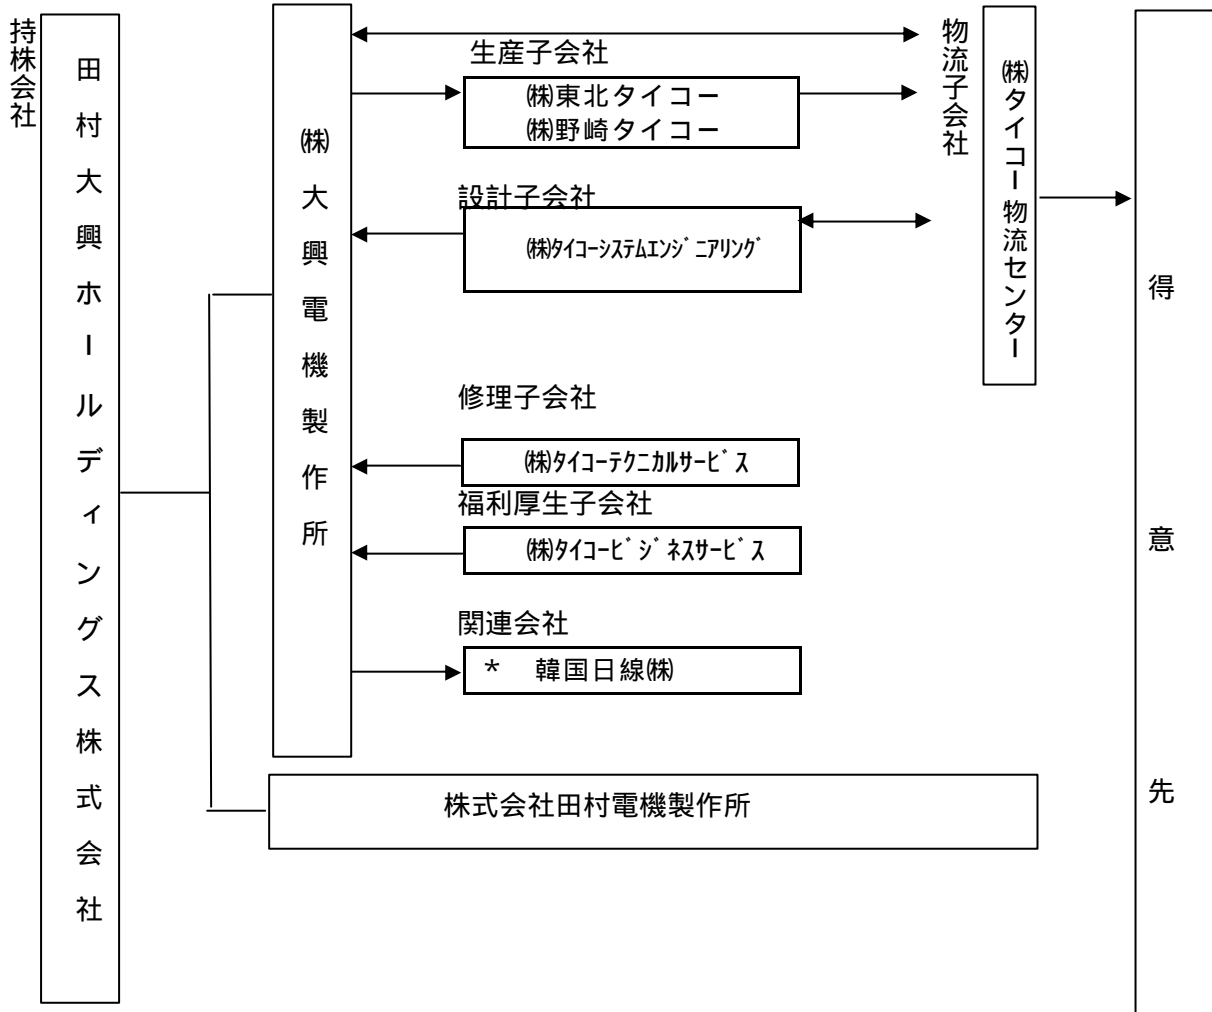 持株会社
田村大興ホールディングス株式会社
㈱大興電機製作所
生産子会社
㈱東北タイコー
㈱野崎タイコー
設計子会社
㈱ﾀｲｺｰｼｽﾃﾑｴﾝｼﾞﾆｱﾘﾝｸﾞ
修理子会社
㈱ﾀｲｺｰﾃｸﾆｶﾙｻｰﾋﾞｽ
福利厚生子会社
㈱ﾀｲｺｰﾋﾞｼﾞﾈｽｻｰﾋﾞｽ
関連会社
* 韓国日線㈱
株式会社田村電機製作所
物流子会社
㈱タイコー物流センター
得意先